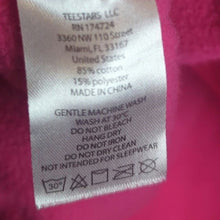 TEESTARS LLC
RN 174724
3360 NW 110 Street
Miami, FL 33167
United States
85% cotton
15% polyester
MADE IN CHINA
GENTLE MACHINE WASH
WASH AT 30°C
DO NOT BLEACH
HANG DRY
DO NOT IRON
DO NOT DRY CLEAN
NOT INTENDED FOR SLEEPWEAR
30°